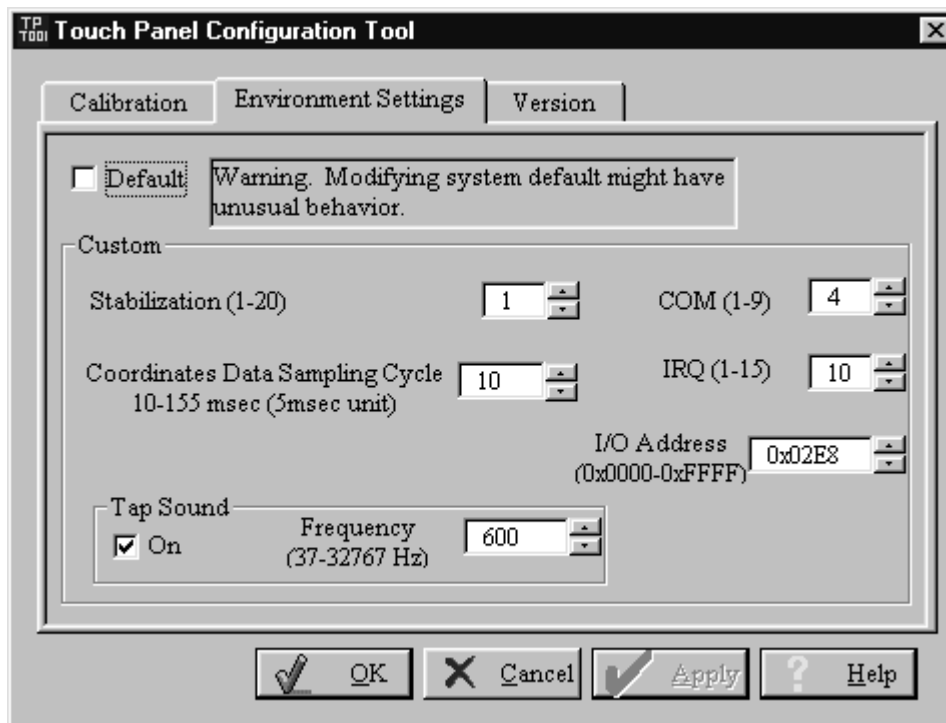 TP TOOl Touch Panel Configuration Tool
Calibration Environment Settings Version
Default Warning. Modifying system default might have
unusual behavior.
Custom
Stabilization (1-20) 1 COM (1-9) 4
Coordinates Data Sampling Cycle 10 IRQ (1-15) 10
10-155 msec (5msec unit)
I/O Address 0x02E8
(0x0000-0xFFFF)
Tap Sound
On Frequency 600
(37-32767 Hz)
OK Cancel Apply ? Help